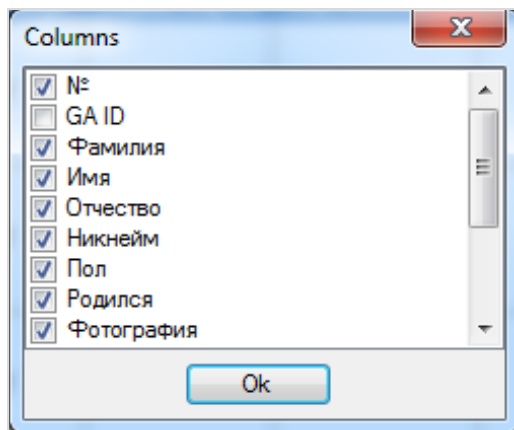 Columns
№
GA ID
Фамилия
Имя
Отчество
Никнейм
Пол
Родился
Фотография
Ok